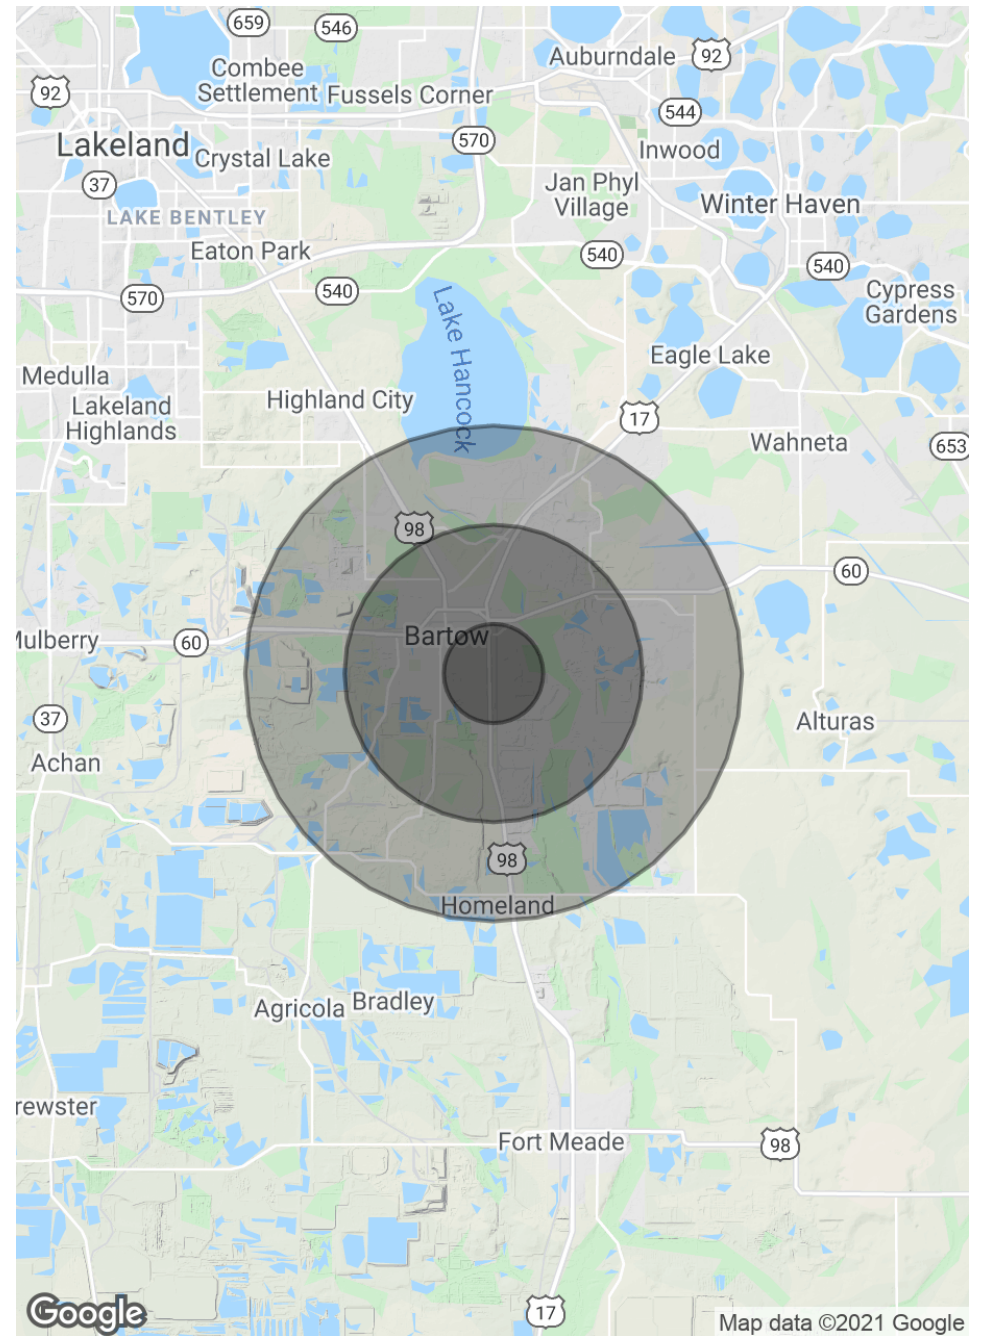 659
546
Auburndale
92
Combee
Settlement
Fussels Corner
92
544
Lakeland
Crystal Lake
570
Inwood
37
Jan Phyl
Village
Winter Haven
LAKE BENTLEY
Eaton Park
540
540
570
540
Cypress
Gardens
Lake Hancock
Eagle Lake
Medulla
Lakeland
Highlands
Highland City
17
Wahneta
653
98
60
Bartow
Mulberry
60
37
Alturas
Achan
98
Homeland
Agricola
Bradley
rewster
Fort Meade
98
17
Google
Map data ©2021 Google